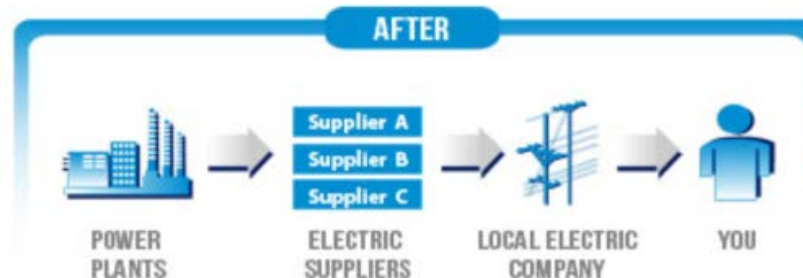 AFTER
Supplier A
Supplier B
Supplier C
POWER
PLANTS
ELECTRIC
SUPPLIERS
LOCAL ELECTRIC
COMPANY
YOU